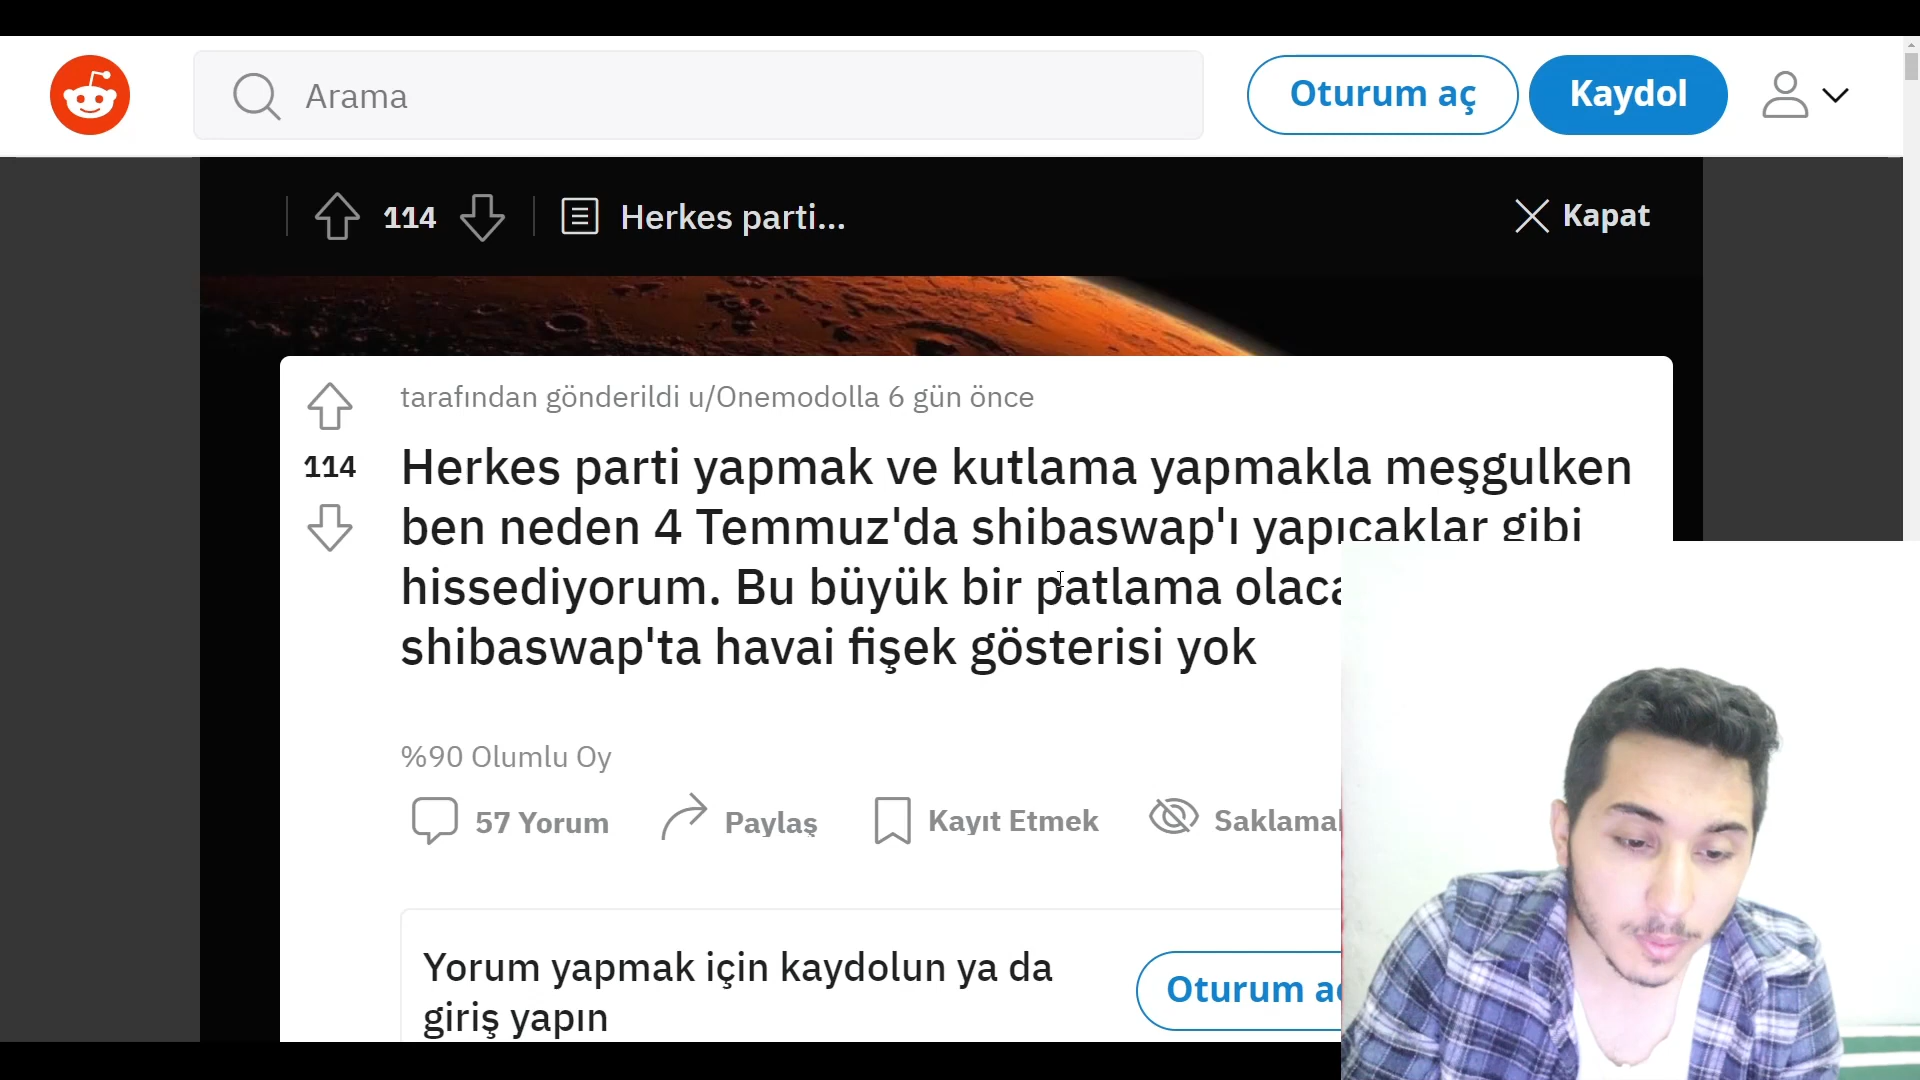 Arama
Oturum aç
Kaydol
114
Herkes parti...
Kapat
tarafından gönderildi u/Onemodolla 6 gün önce
114
Herkes parti yapmak ve kutlama yapmakla meşgulken
ben neden 4 Temmuz'da shibaswap'ı yapıcaklar gibi
hissediyorum. Bu büyük bir patlama
shibaswap'ta havai fişek gösterisi yok
%90 Olumlu Oy
57 Yorum
Paylaş
Kayıt Etmek
Yorum yapmak için kaydolun ya da
giriş yapın
Oturum